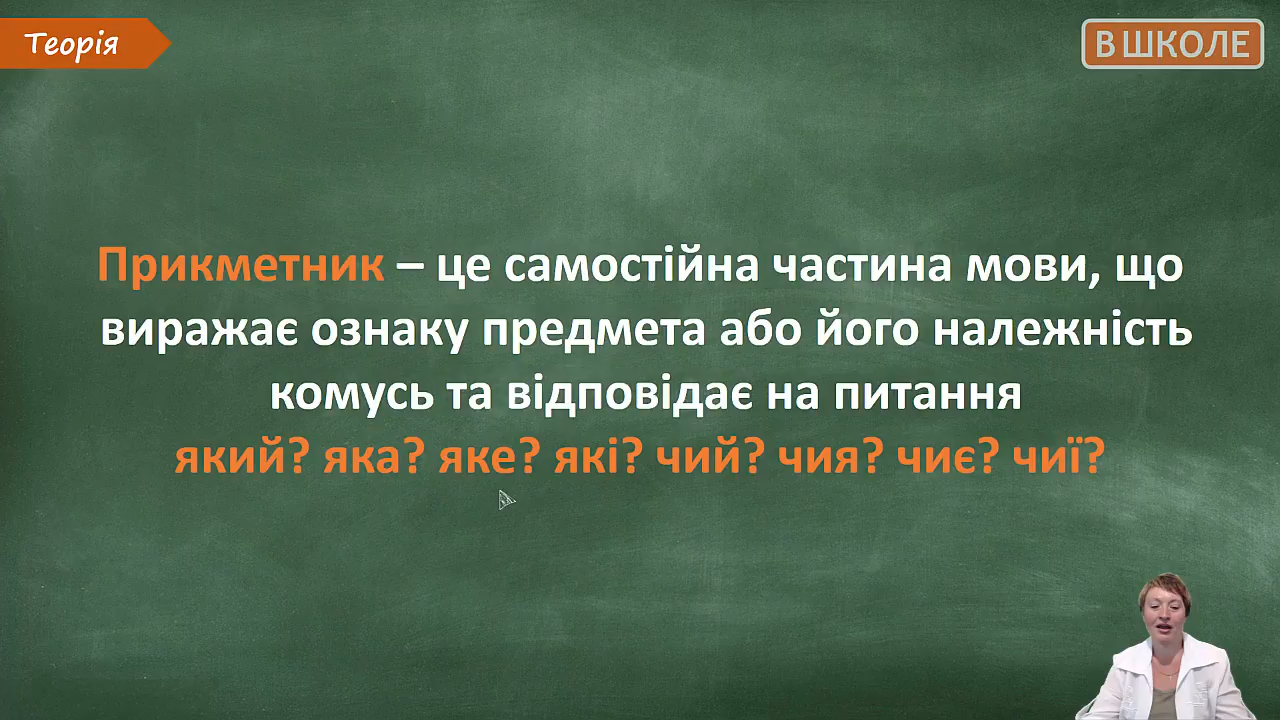 Теорія
В ШКОЛЕ
Прикметник – це самостійна частина мови, що
виражає ознаку предмета або його належність
комусь та відповідає на питання
який? яка? яке? які? чий? чия? чиє? чиї?